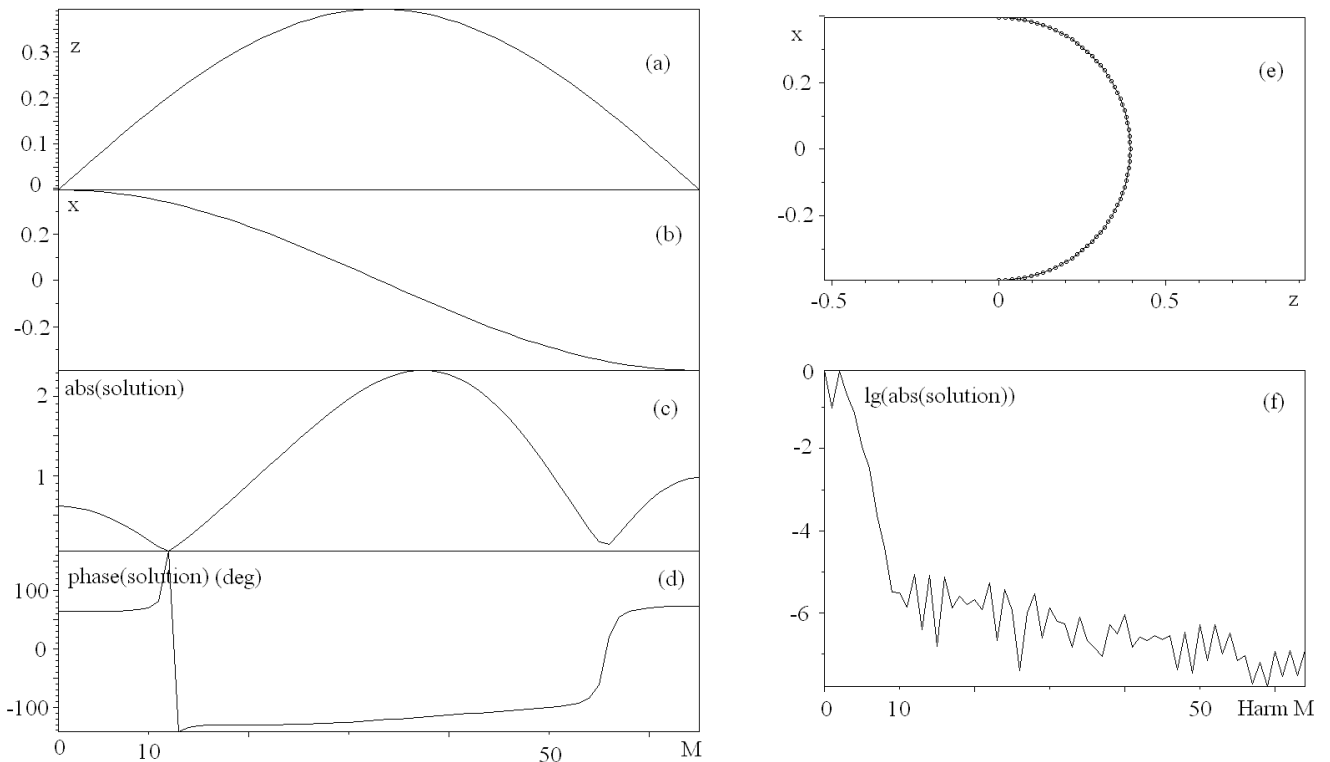 z
0.3
(a)
0.2
0.1
0
x
0.2
(b)
0
-0.2
abs(solution)
2
(c)
1
phase(solution) (deg)
(d)
100
0
-100
0
10
50
M
x
(e)
0.2
0
-0.2
-0.5
0
0.5
z
0
lg(abs(solution))
(f)
-2
-4
-6
0
10
50
Harm M